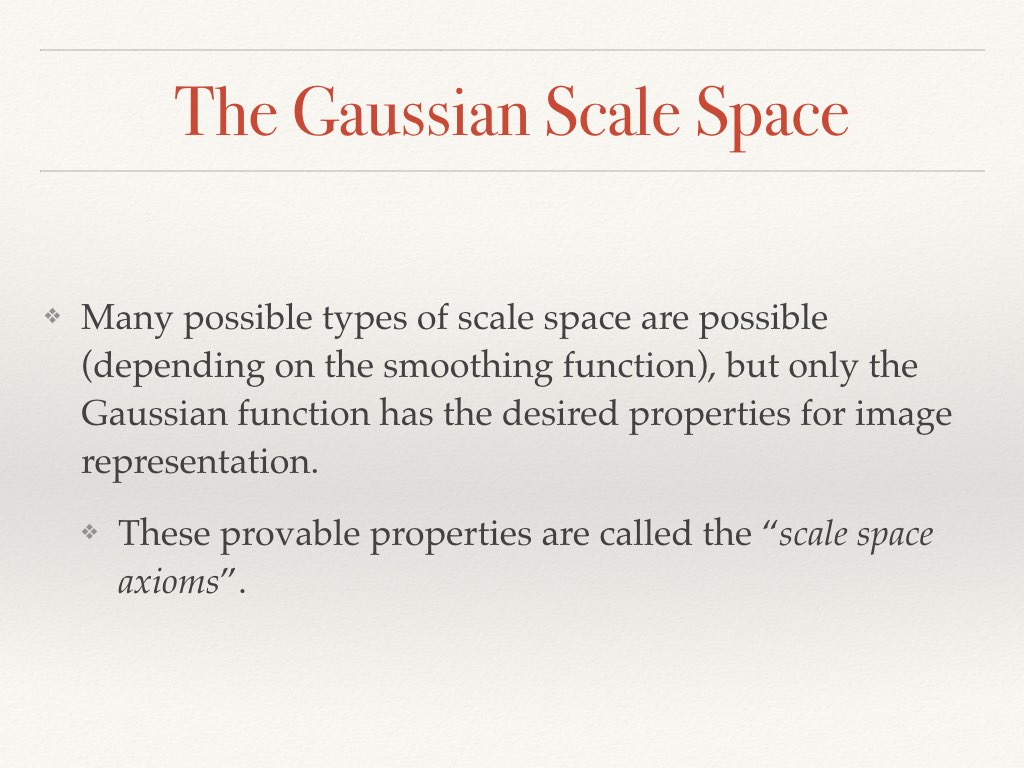 The Gaussian Scale Space
❖ Many possible types of scale space are possible
(depending on the smoothing function), but only the
Gaussian function has the desired properties for image
representation.
❖ These provable properties are called the “scale space
axioms”.